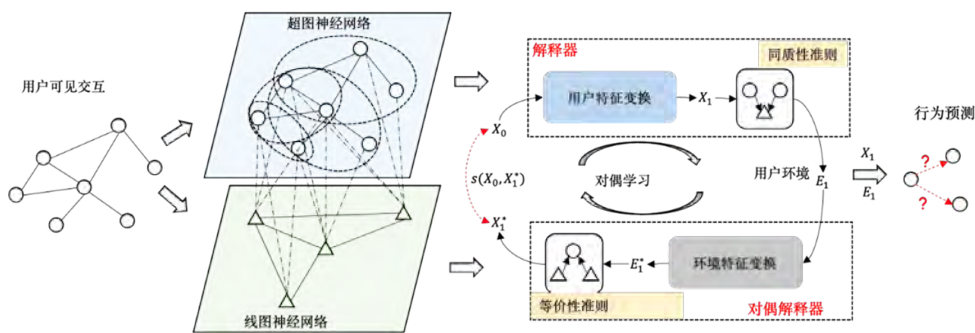 超图神经网络
用户可见交互
线图神经网络
解释器
同质性准则
用户特征变换
X₁
X₀
s(X₀, X₁*)
X₁*
对偶学习
用户环境
E₁
等价性准则
E₁*
环境特征变换
对偶解释器
X₁
E₁
行为预测
?
?